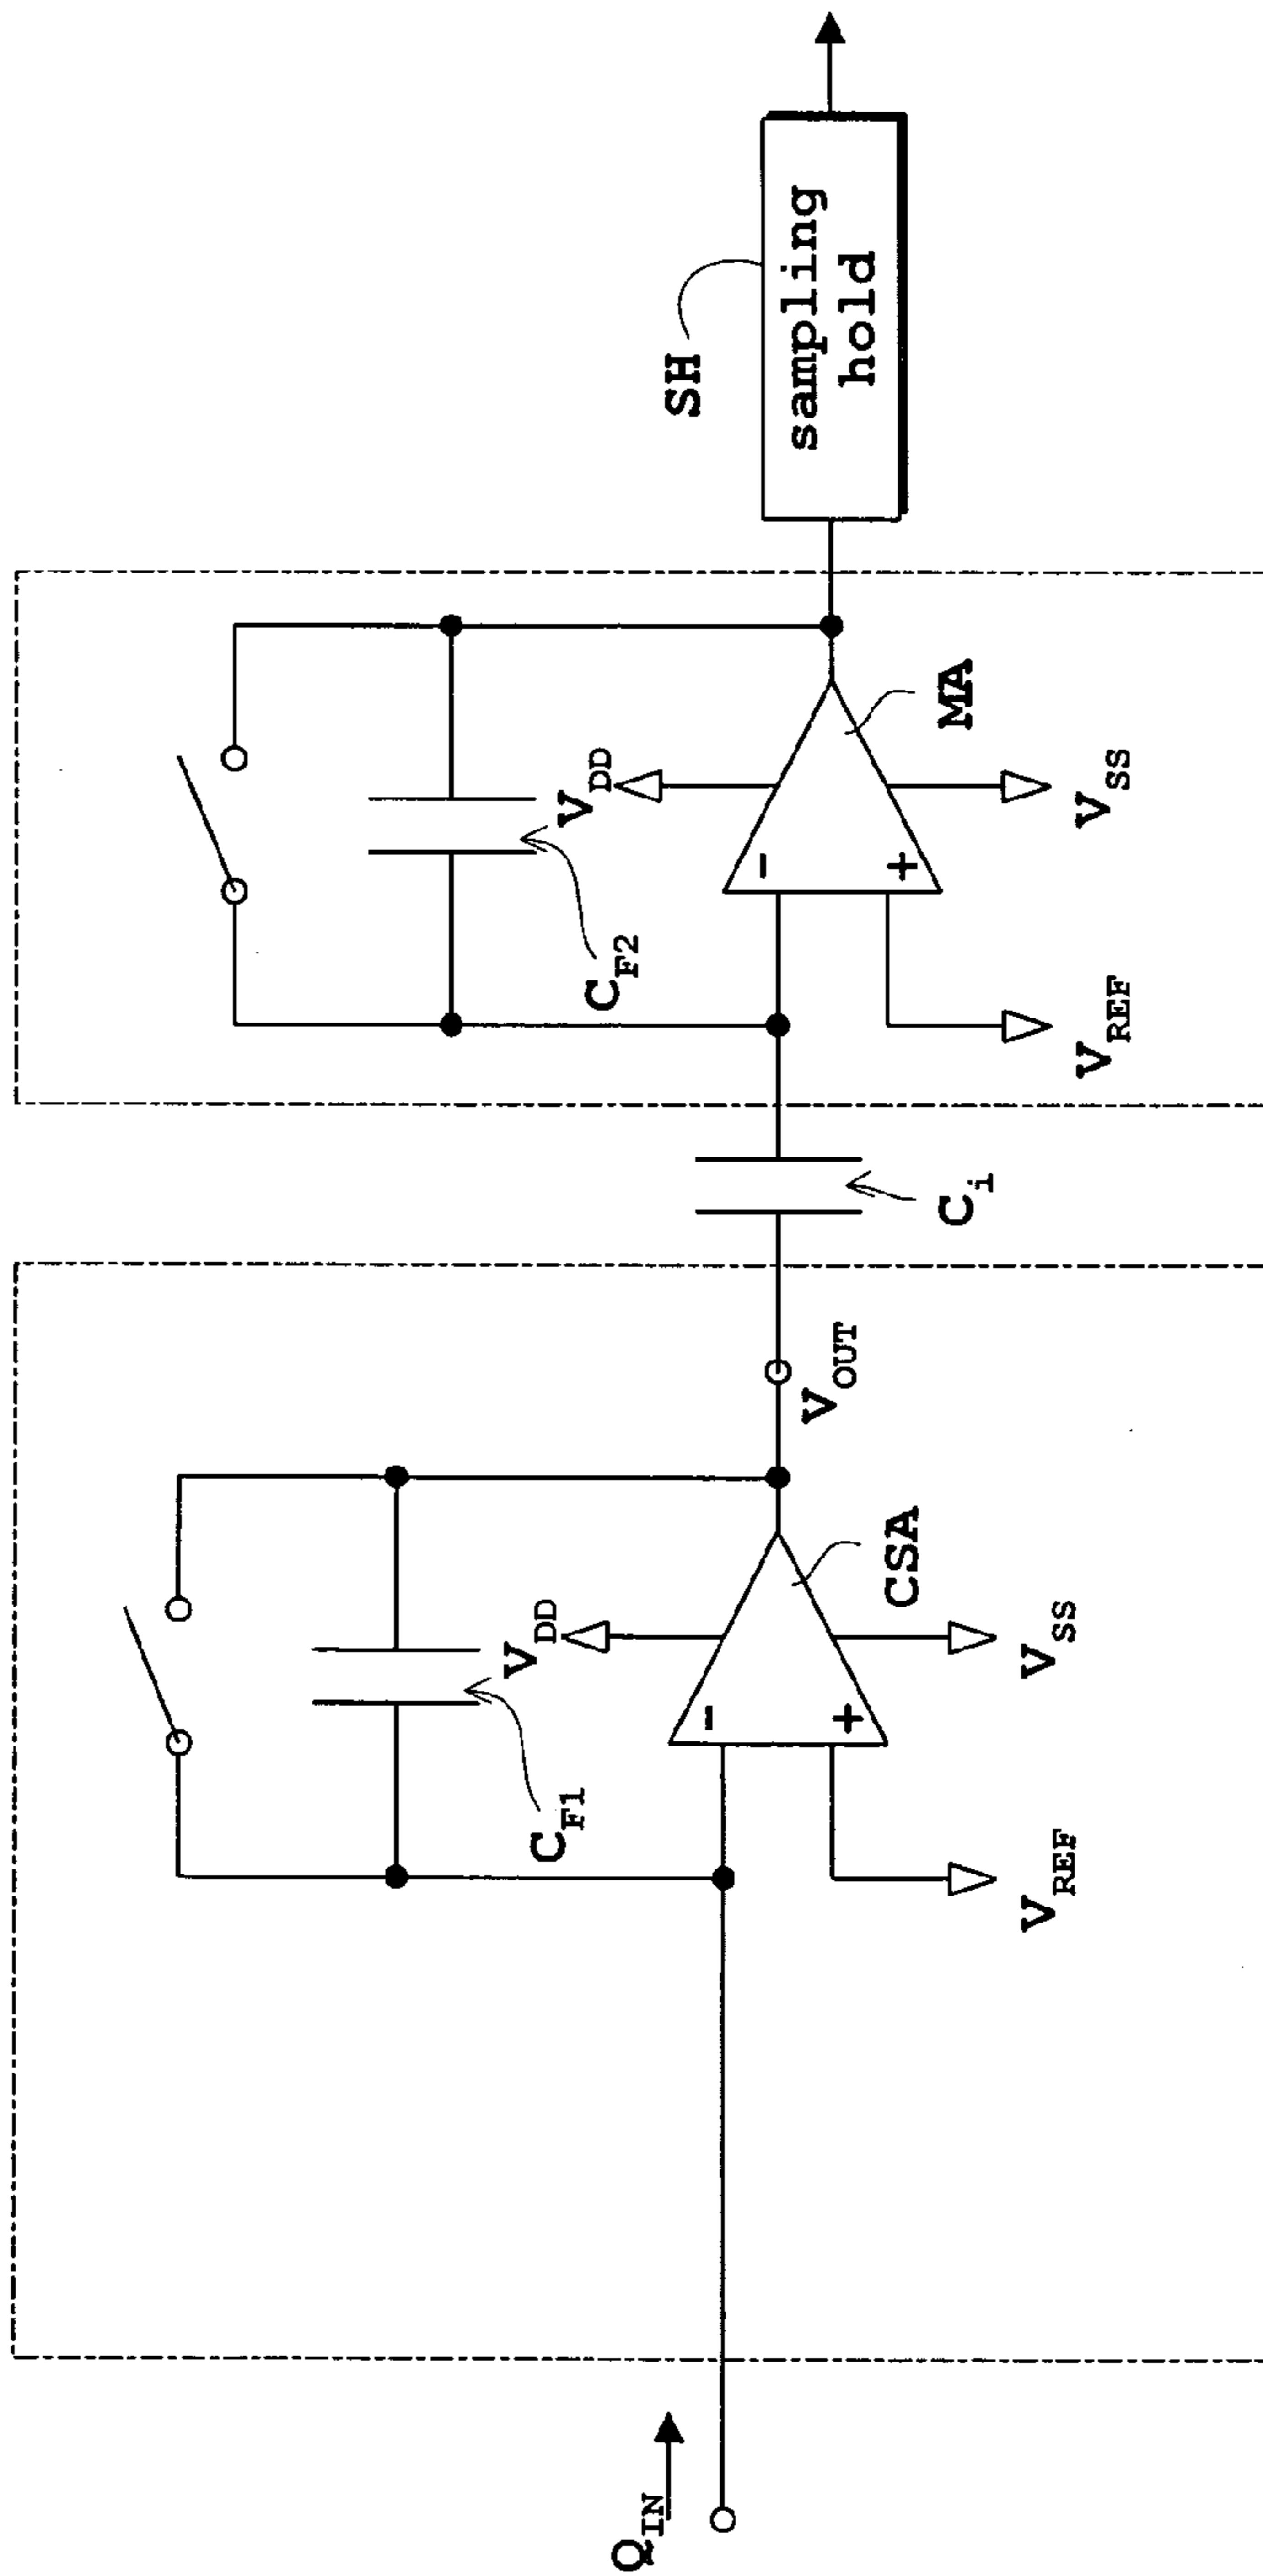 Q_IN
C_F1
V_DD
-
+
CSA
V_SS
V_REF
V_OUT
C_i
C_F2
V_DD
-
+
MA
V_SS
V_REF
SH
sampling
hold